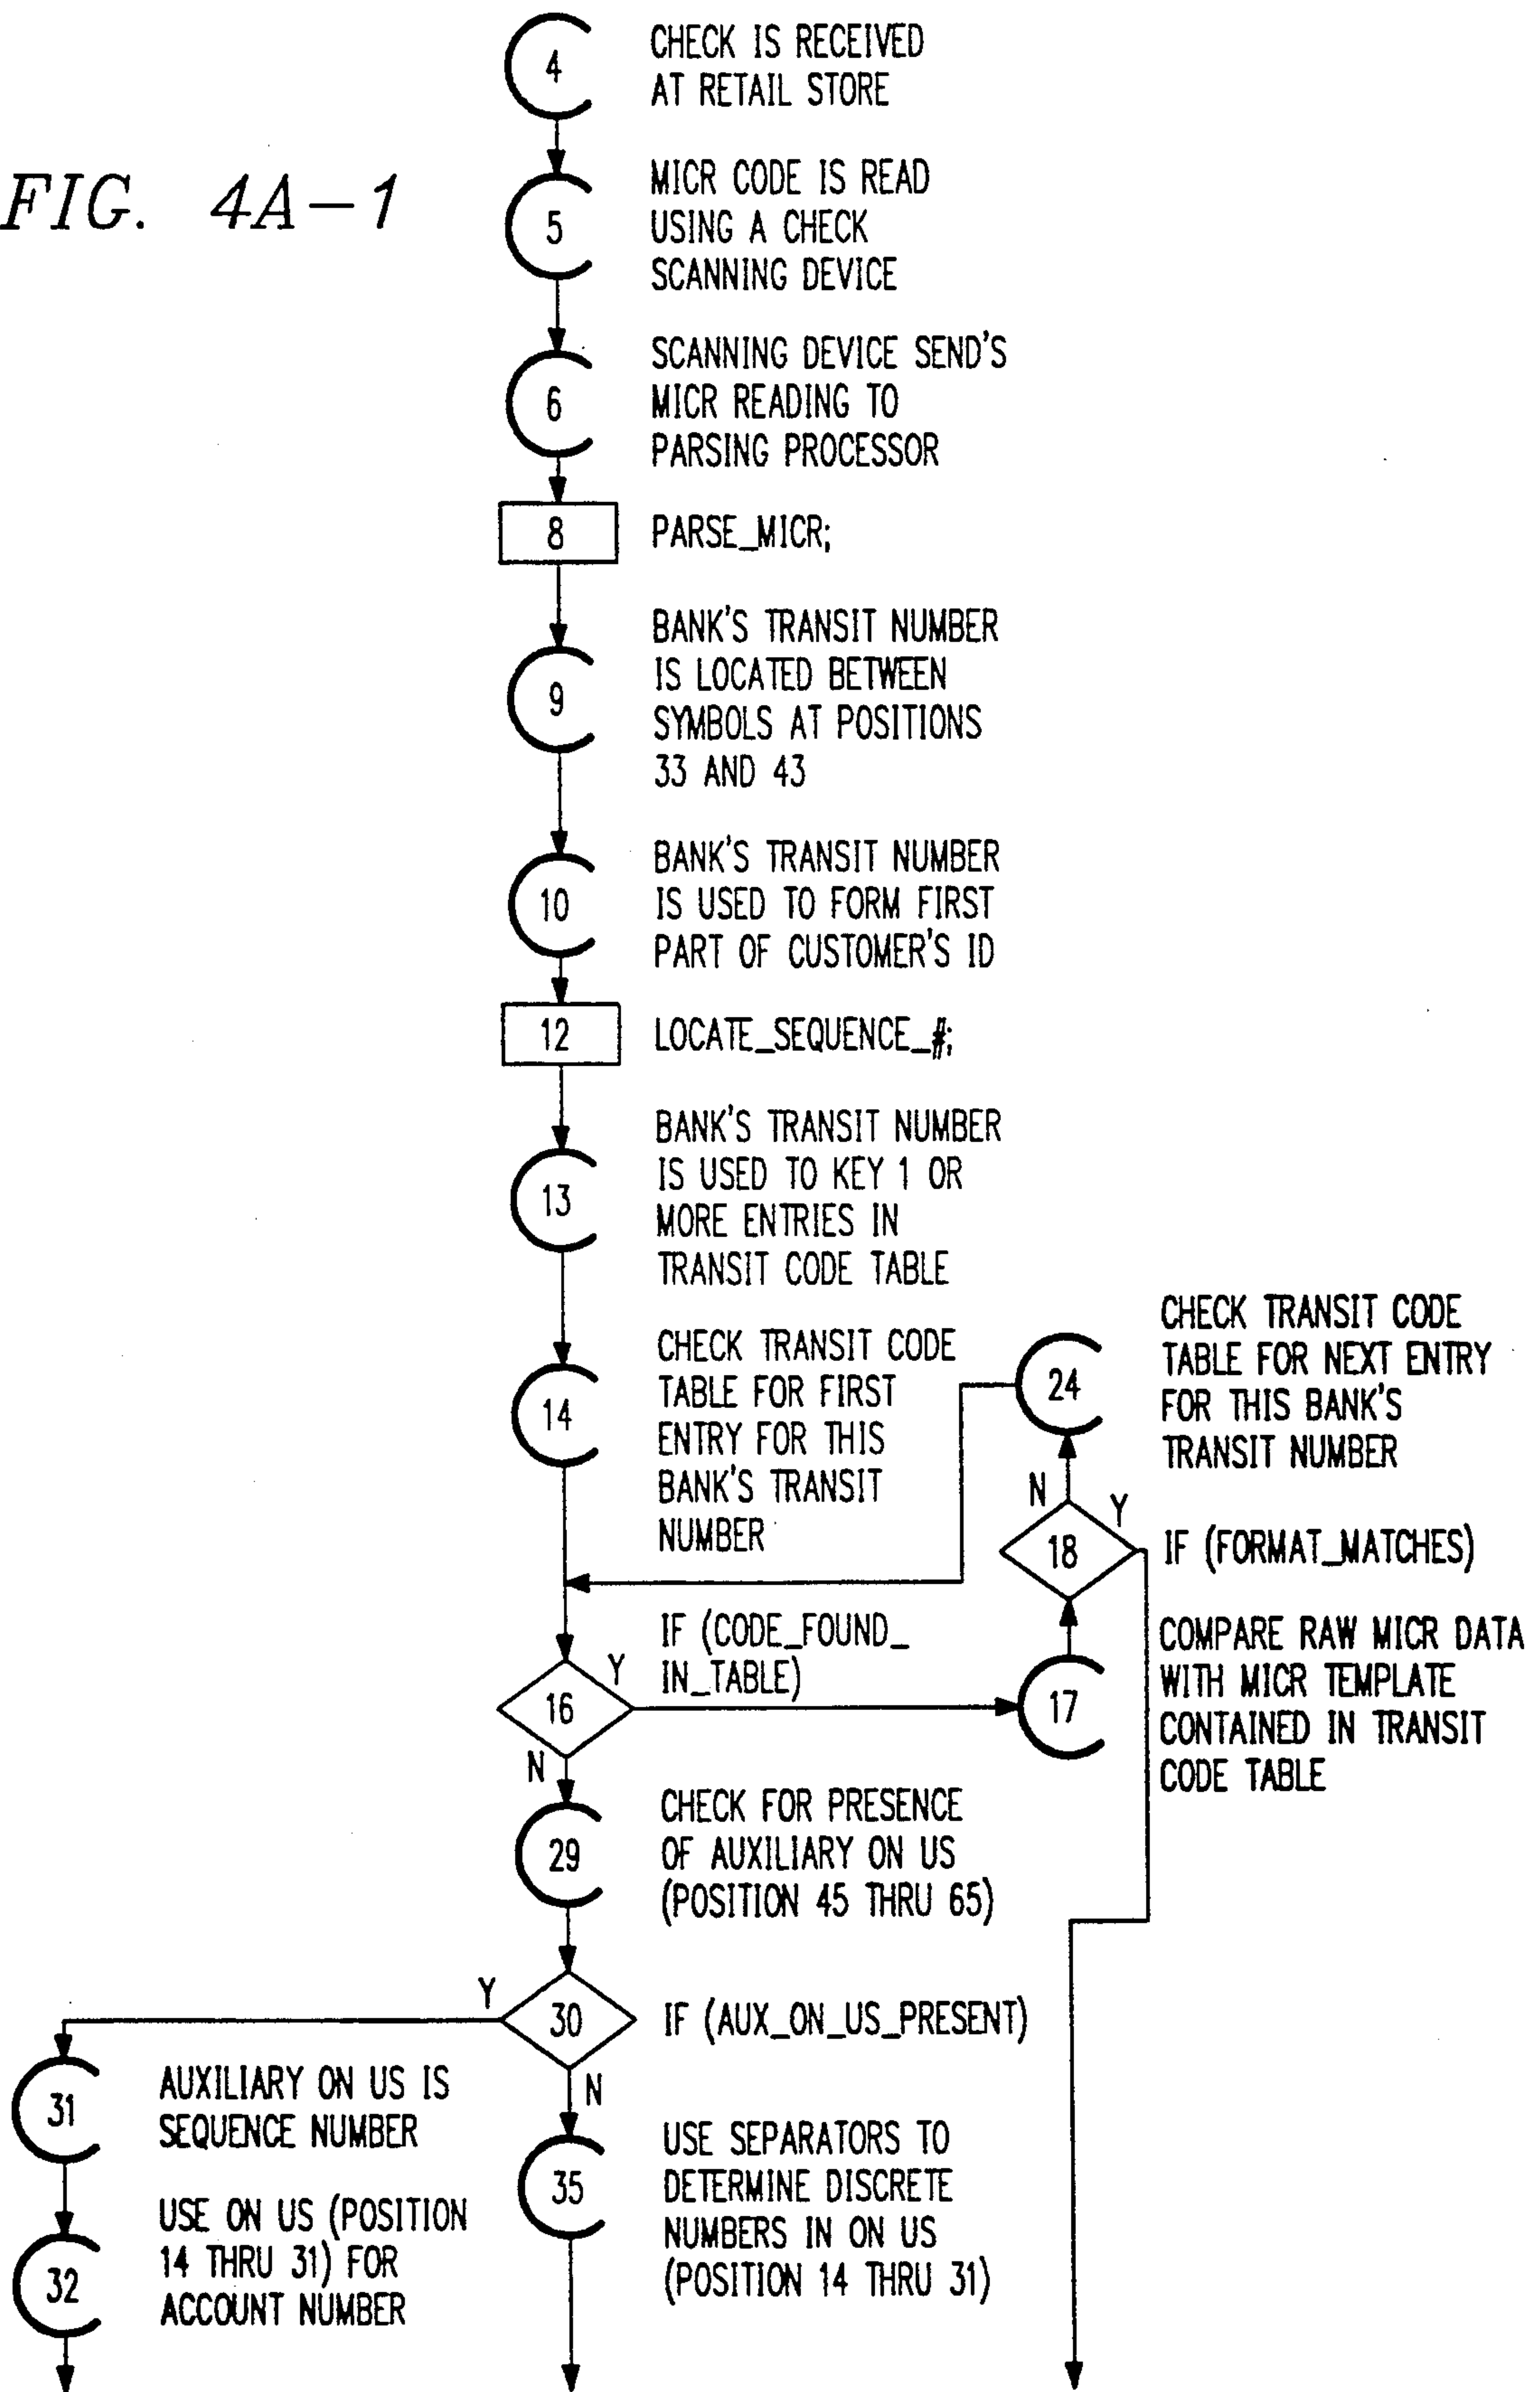 FIG. 4A-1
4
CHECK IS RECEIVED
AT RETAIL STORE
5
MICR CODE IS READ
USING A CHECK
SCANNING DEVICE
6
SCANNING DEVICE SEND'S
MICR READING TO
PARSING PROCESSOR
8
PARSE_MICR;
9
BANK'S TRANSIT NUMBER
IS LOCATED BETWEEN
SYMBOLS AT POSITIONS
33 AND 43
10
BANK'S TRANSIT NUMBER
IS USED TO FORM FIRST
PART OF CUSTOMER'S ID
12
LOCATE_SEQUENCE_#;
13
BANK'S TRANSIT NUMBER
IS USED TO KEY 1 OR
MORE ENTRIES IN
TRANSIT CODE TABLE
14
CHECK TRANSIT CODE
TABLE FOR FIRST
ENTRY FOR THIS
BANK'S TRANSIT
NUMBER
24
CHECK TRANSIT CODE
TABLE FOR NEXT ENTRY
FOR THIS BANK'S
TRANSIT NUMBER
N
Y
18
IF (FORMAT_MATCHES)
16
Y
N
IF (CODE_FOUND_
IN_TABLE)
17
COMPARE RAW MICR DATA
WITH MICR TEMPLATE
CONTAINED IN TRANSIT
CODE TABLE
29
CHECK FOR PRESENCE
OF AUXILIARY ON US
(POSITION 45 THRU 65)
Y
30
N
IF (AUX_ON_US_PRESENT)
31
AUXILIARY ON US IS
SEQUENCE NUMBER
32
USE ON US (POSITION
14 THRU 31) FOR
ACCOUNT NUMBER
35
USE SEPARATORS TO
DETERMINE DISCRETE
NUMBERS IN ON US
(POSITION 14 THRU 31)